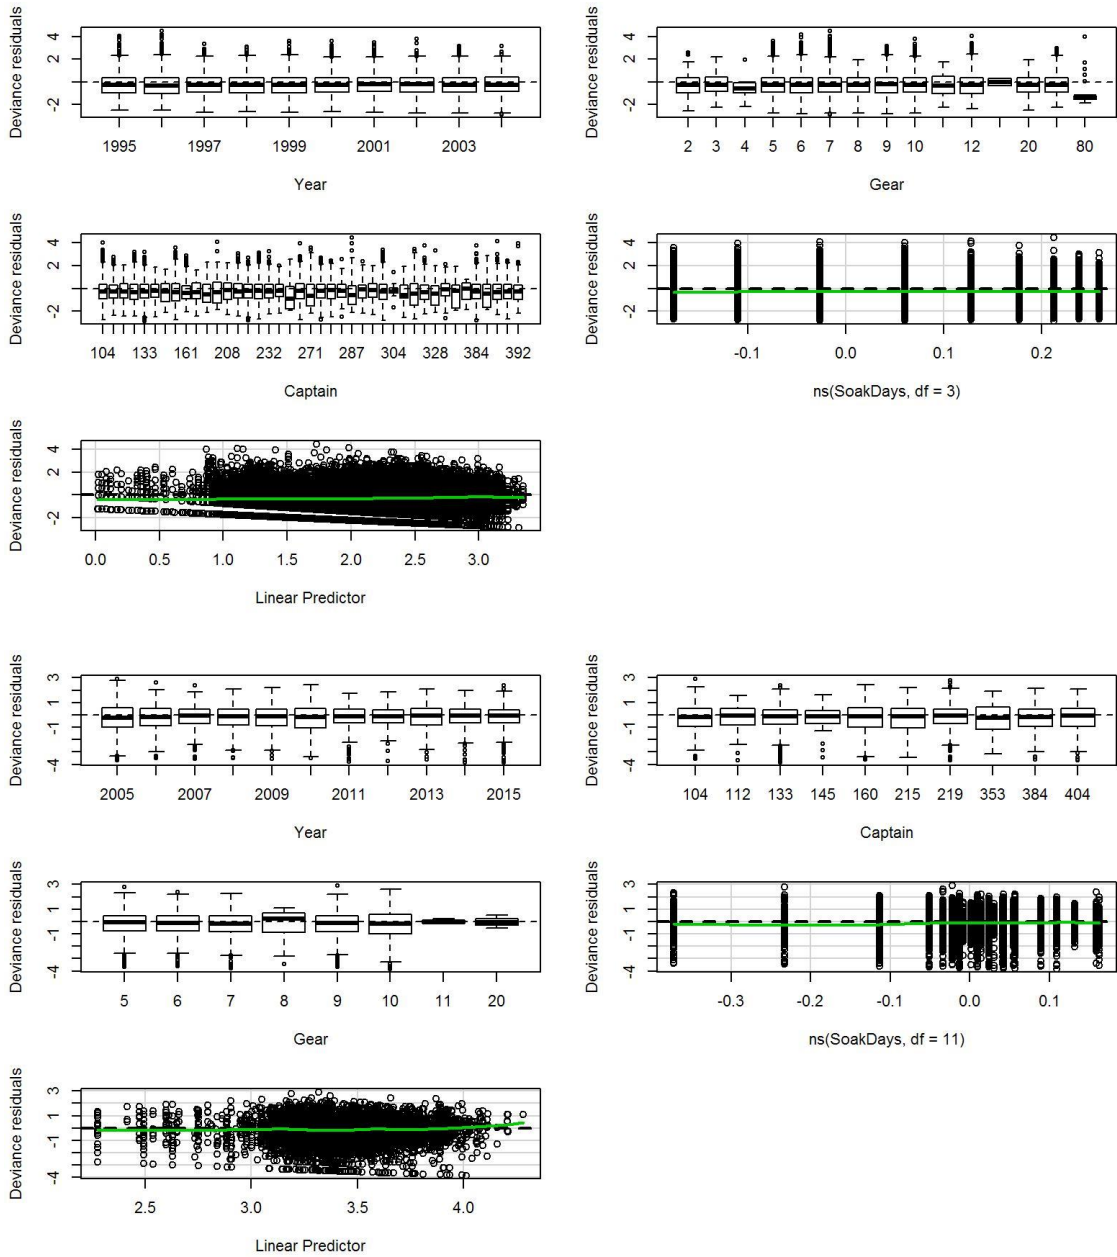 Deviance residuals
4
-2
1995 1997 1999 2001 2003
Year
Deviance residuals
4
-2
2 3 4 5 6 7 8 9 10 12 20 80
Gear
Deviance residuals
4
2
-2
104 133 161 208 232 271 287 304 328 384 392
Captain
Deviance residuals
4
2
-2
-0.1 0.0 0.1 0.2
ns(SoakDays, df = 3)
Deviance residuals
4
2
-2
0.0 0.5 1.0 1.5 2.0 2.5 3.0
Linear Predictor
Deviance residuals
3
1
-1
-4
2005 2007 2009 2011 2013 2015
Year
Deviance residuals
3
1
-1
-4
104 112 133 145 160 215 219 353 384 404
Captain
Deviance residuals
3
1
-1
-4
5 6 7 8 9 10 11 20
Gear
Deviance residuals
3
1
-1
-4
-0.3 -0.2 -0.1 0.0 0.1
ns(SoakDays, df = 11)
Deviance residuals
3
1
-1
-4
2.5 3.0 3.5 4.0
Linear Predictor